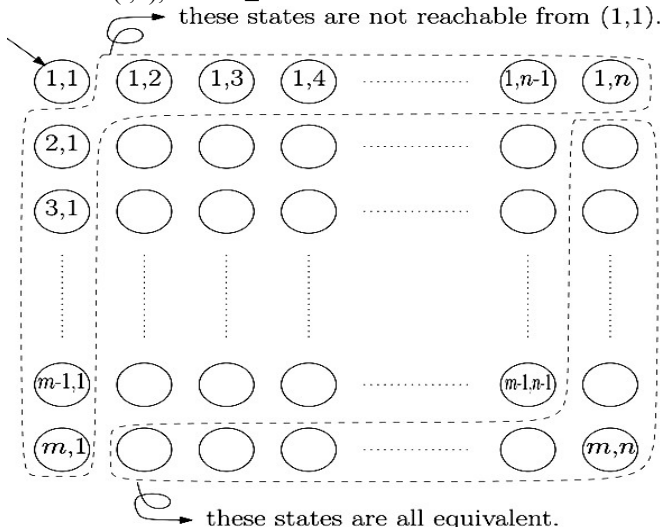 these states are not reachable from (1,1).
1,1 1,2 1,3 1,4 1,n-1 1,n
2,1
3,1
m-1,1 m-1,n-1
m,1 m,n
these states are all equivalent.